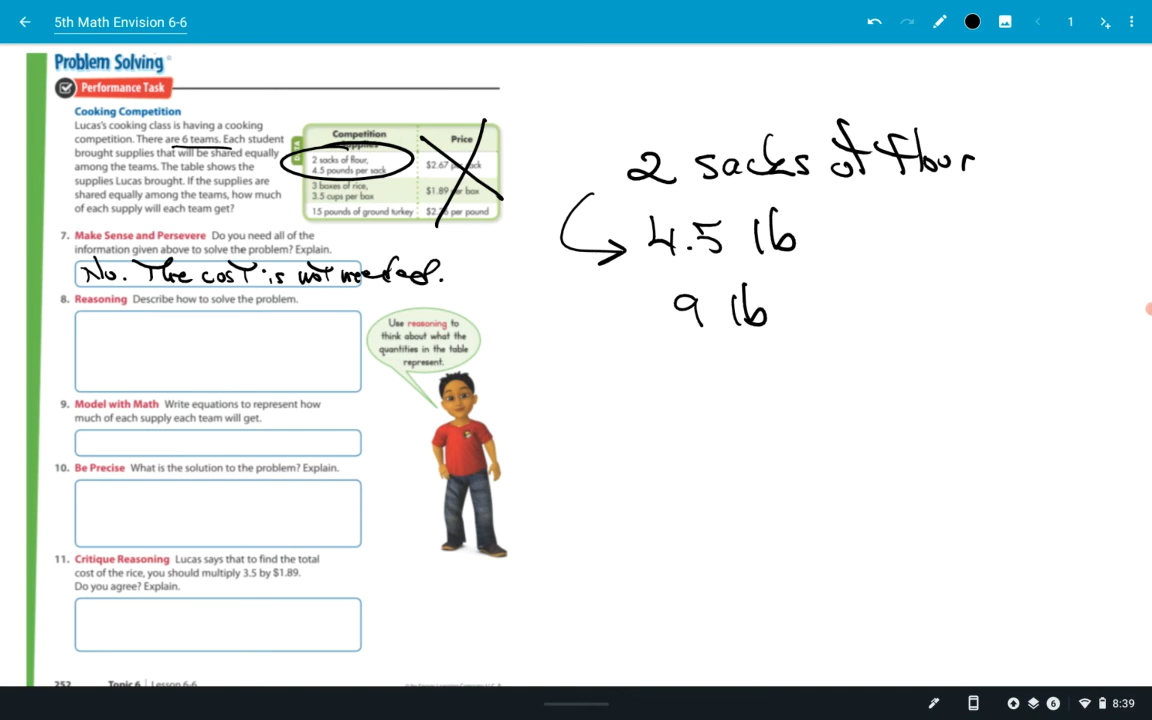 5th Math Envision 6-6
1
Problem Solving
Performance Task
Cooking Competition
Lucas's cooking class is having a cooking
competition. There are 6 teams. Each student
brought supplies that will be shared equally
among the teams. The table shows the
supplies Lucas brought. If the supplies are
shared equally among the teams, how much
of each supply will each team get?
DATA
Competition Supplies
Price
2 sacks of flour,
4.5 pounds per sack
$2.67 per sack
3 boxes of rice,
3.5 cups per box
$1.89 per box
15 pounds of ground turkey
per pound
7. Make Sense and Persevere Do you need all of the
information given above to solve the problem? Explain.
No. The cost is not needed.
8. Reasoning Describe how to solve the problem.
Use reasoning to
think about what the
quantities in the table
represent.
9. Model with Math Write equations to represent how
much of each supply each team will get.
10. Be Precise What is the solution to the problem? Explain.
11. Critique Reasoning Lucas says that to find the total
cost of the rice, you should multiply 3.5 by $1.89.
Do you agree? Explain.
252 Topic 6 Lesson 6-6
2 sacks of flour
4.5 lb
9 lb
6
8:39